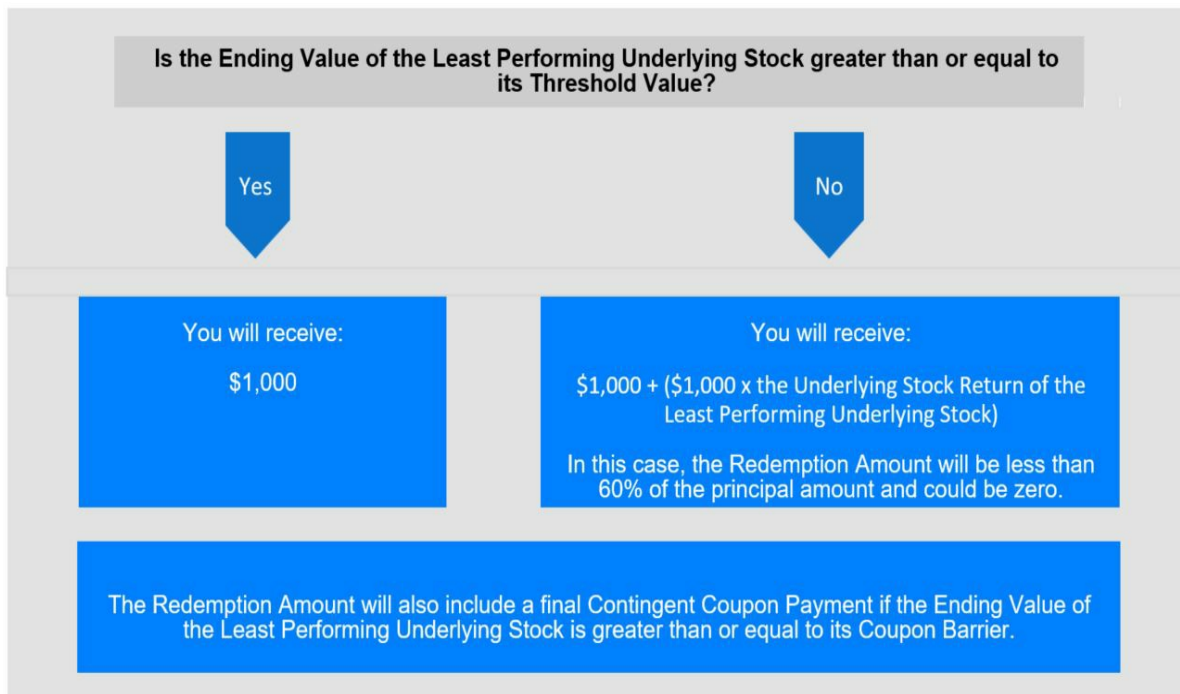 Is the Ending Value of the Least Performing Underlying Stock greater than or equal to
its Threshold Value?
Yes
No
You will receive:
$1,000
You will receive:
$1,000 + ($1,000 x the Underlying Stock Return of the
Least Performing Underlying Stock)
In this case, the Redemption Amount will be less than
60% of the principal amount and could be zero.
The Redemption Amount will also include a final Contingent Coupon Payment if the Ending Value of
the Least Performing Underlying Stock is greater than or equal to its Coupon Barrier.